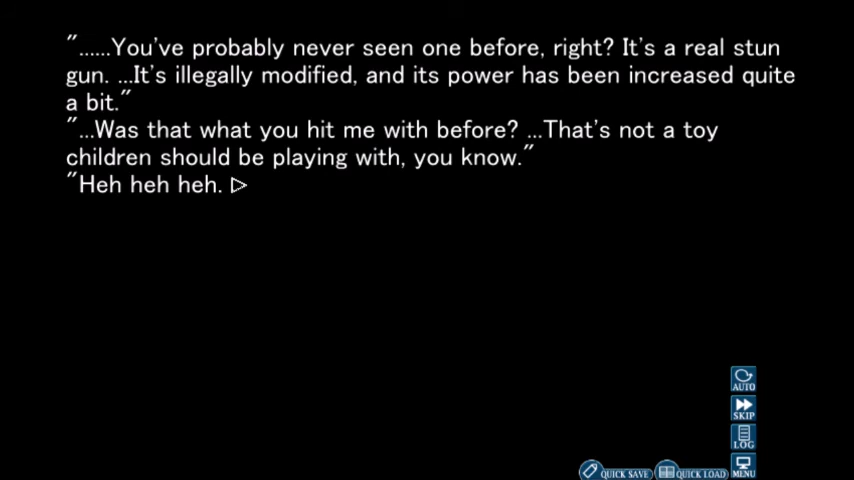 "......You've probably never seen one before, right? It's a real stun
gun. ...It's illegally modified, and its power has been increased quite
a bit."
"...Was that what you hit me with before? ...That's not a toy
children should be playing with, you know."
"Heh heh heh.
AUTO
SKIP
LOG
MENU
QUICK SAVE QUICK LOAD